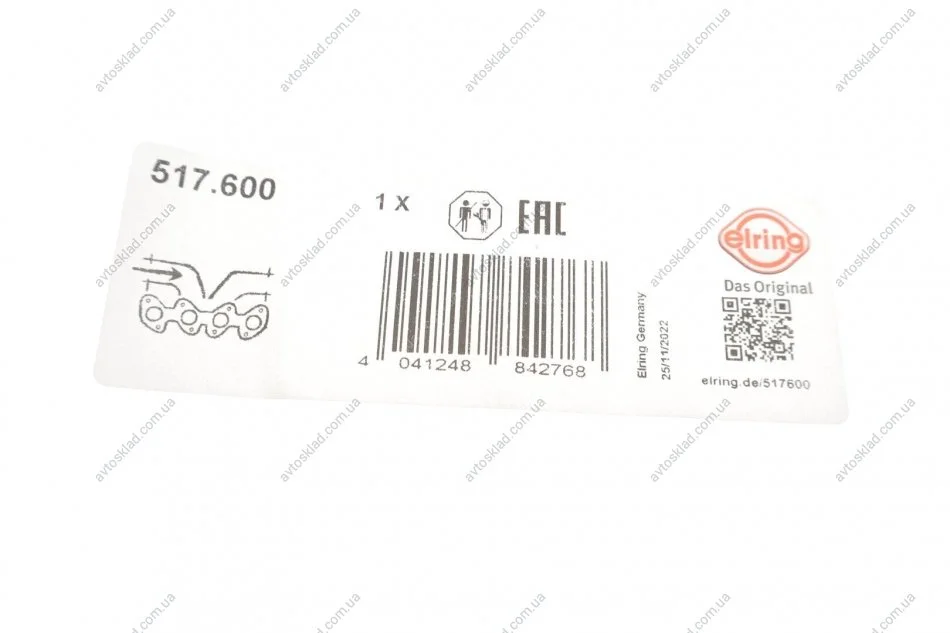 517.600
1 X
EAC
elring
Das Original
4 041248 842768
Elring Germany
25/11/2022
elring.de/517600
avtosklad.com.ua